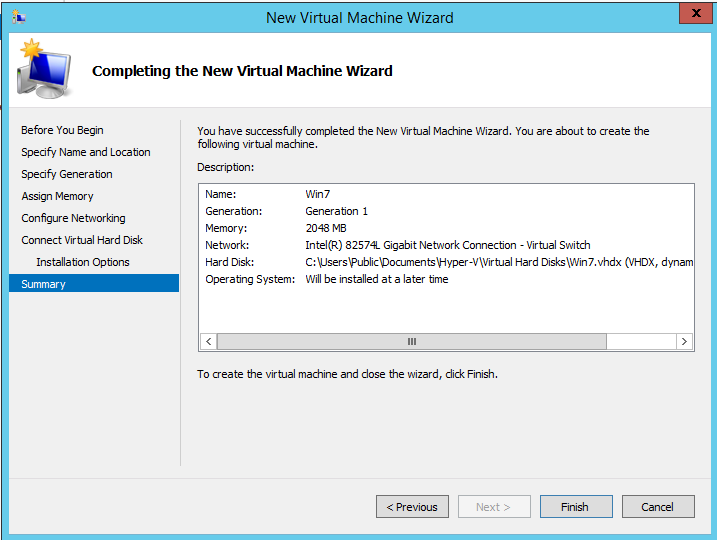 New Virtual Machine Wizard
Completing the New Virtual Machine Wizard
Before You Begin
Specify Name and Location
Specify Generation
Assign Memory
Configure Networking
Connect Virtual Hard Disk
Installation Options
Summary
You have successfully completed the New Virtual Machine Wizard. You are about to create the
following virtual machine.
Description:
Name: Win7
Generation: Generation 1
Memory: 2048 MB
Network: Intel(R) 82574L Gigabit Network Connection - Virtual Switch
Hard Disk: C:\Users\Public\Documents\Hyper-V\Virtual Hard Disks\Win7.vhdx (VHDX, dynam
Operating System: Will be installed at a later time
To create the virtual machine and close the wizard, click Finish.
< Previous
Next >
Finish
Cancel